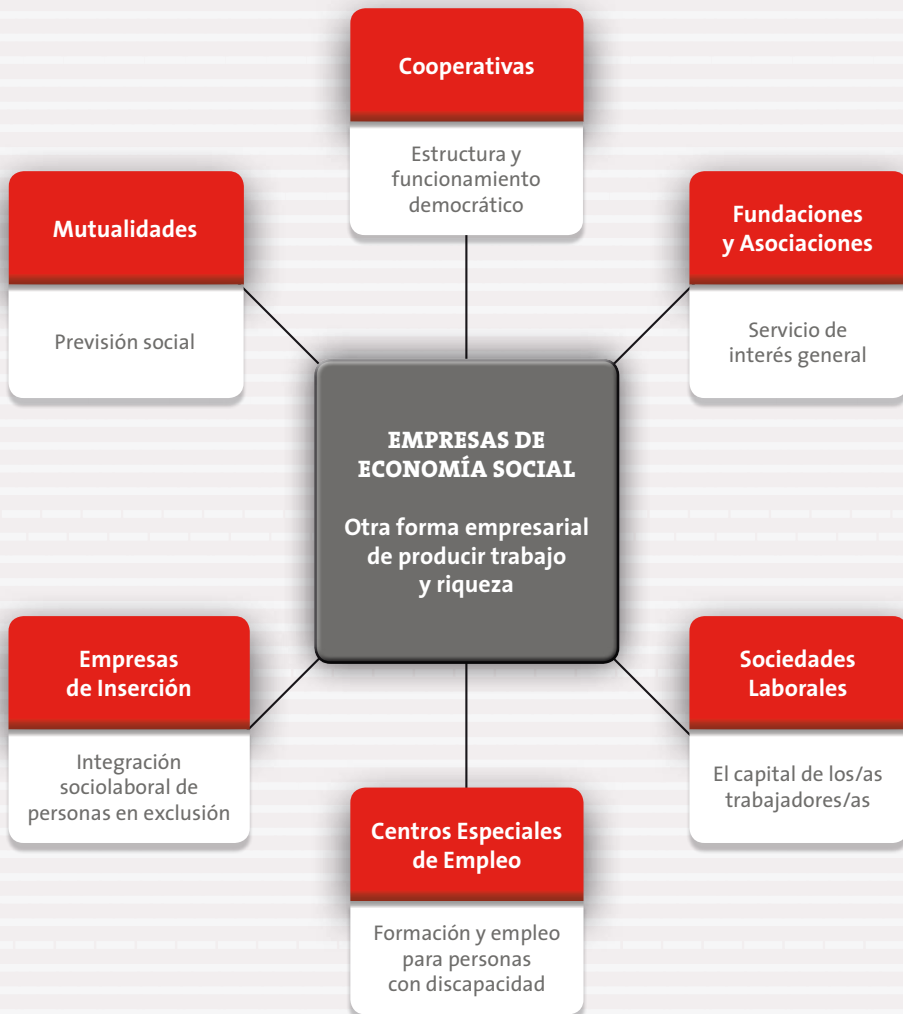 Cooperativas
Estructura y
funcionamiento
democrático
Mutualidades
Previsión social
Fundaciones
y Asociaciones
Servicio de
interés general
EMPRESAS DE
ECONOMÍA SOCIAL
Otra forma empresarial
de producir trabajo
y riqueza
Empresas
de Inserción
Integración
sociolaboral de
personas en exclusión
Sociedades
Laborales
El capital de los/as
trabajadores/as
Centros Especiales
de Empleo
Formación y empleo
para personas
con discapacidad